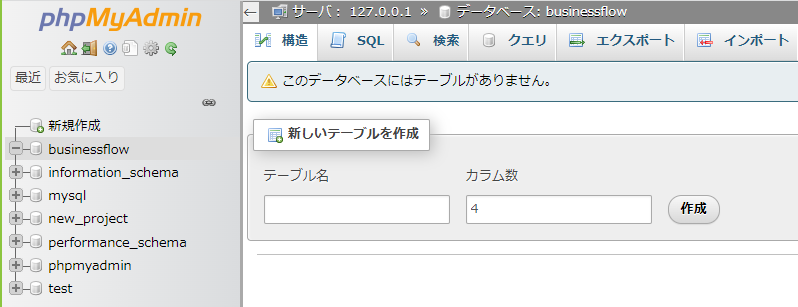 phpMyAdmin
最近 お気に入り
新規作成
businessflow
information_schema
mysql
new_project
performance_schema
phpmyadmin
test
サーバ： 127.0.0.1 » データベース: businessflow
構造 SQL 検索 クエリ エクスポート インポート
このデータベースにはテーブルがありません。
新しいテーブルを作成
テーブル名 カラム数
4 作成